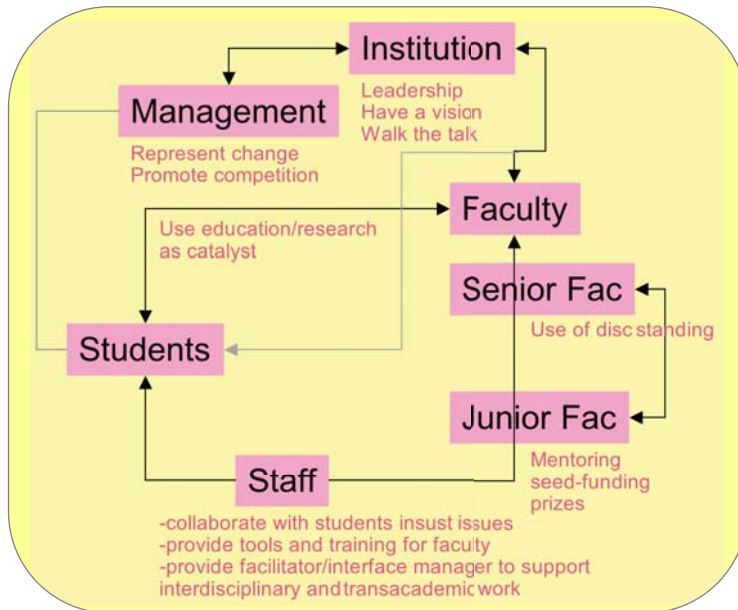 Institution
Leadership
Have a vision
Walk the talk
Management
Represent change
Promote competition
Faculty
Use education/research
as catalyst
Senior Fac
Use of disc standing
Students
Junior Fac
Mentoring
seed-funding
prizes
Staff
-collaborate with students insust issues
-provide tools and training for faculty
-provide facilitator/interface manager to support
interdisciplinary and transacademic work